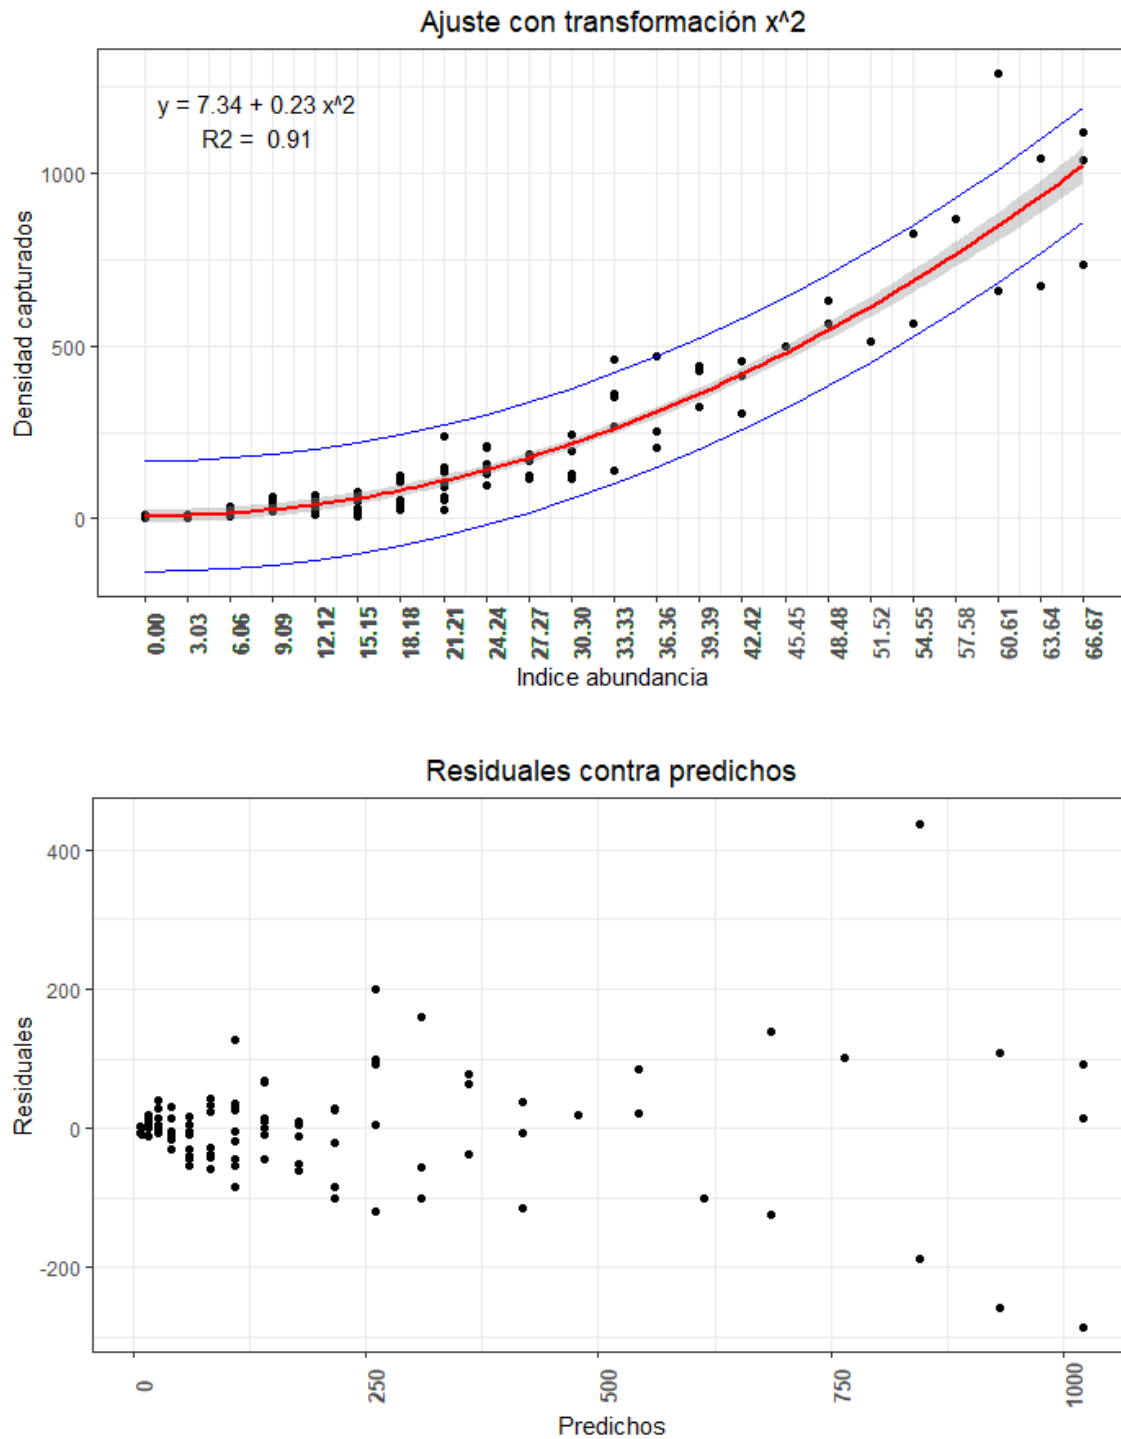 Ajuste con transformación x^2
y = 7.34 + 0.23 x^2
R2 = 0.91
1000
500
0
Densidad capturados
0.00 3.03 6.06 9.09 12.12 15.15 18.18 21.21 24.24 27.27 30.30 33.33 36.36 39.39 42.42 45.45 48.48 51.52 54.55 57.58 60.61 63.64 66.67
Indice abundancia
Residuales contra predichos
400
200
0
-200
Residuales
0 250 500 750 1000
Predichos